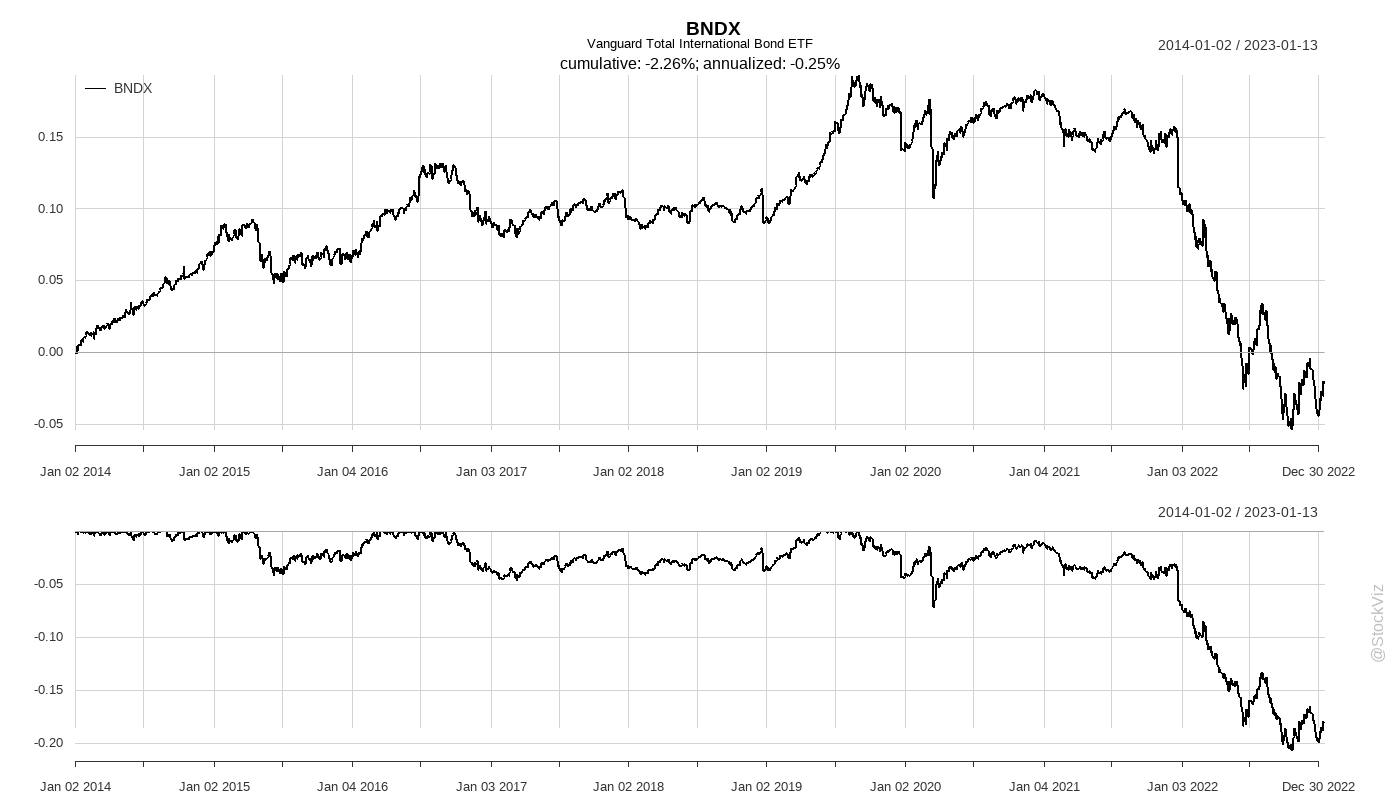 BNDX
Vanguard Total International Bond ETF
cumulative: -2.26%; annualized: -0.25%
2014-01-02 / 2023-01-13
BNDX
0.15
0.10
0.05
0.00
-0.05
Jan 02 2014 Jan 02 2015 Jan 04 2016 Jan 03 2017 Jan 02 2018 Jan 02 2019 Jan 02 2020 Jan 04 2021 Jan 03 2022 Dec 30 2022
2014-01-02 / 2023-01-13
-0.05
-0.10
-0.15
-0.20
Jan 02 2014 Jan 02 2015 Jan 04 2016 Jan 03 2017 Jan 02 2018 Jan 02 2019 Jan 02 2020 Jan 04 2021 Jan 03 2022 Dec 30 2022
@StockViz